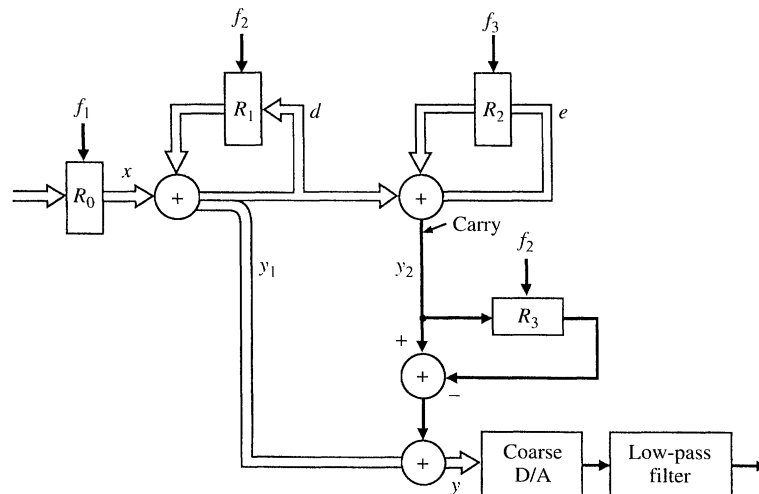 f₂
f₃
R₁
d
R₂
e
f₁
x
R₀
+
+
Carry
f₂
y₁
y₂
R₃
+
+
−
Coarse
D/A
Low-pass
filter
+
y